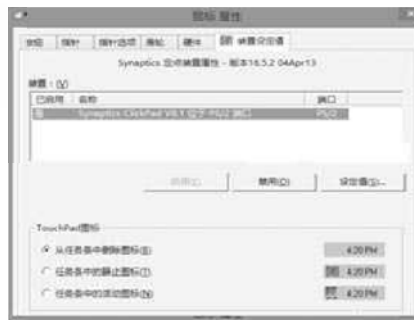 鼠标 属性
按钮 指针 指针选项 滑轮 硬件 装置设定值
Synaptics 定点装置属性 - 版本16.5.2 04Apr13
装置：(V)
已启用 名称 端口
是 Synaptics ClickPad V8.1 位于 PS/2 端口 PS/2
启用(E) 禁用(D) 设定值(S)...
TouchPad图标
从任务条中删除图标(R) 4:20 PM
任务条中的静止图标(T) 4:20 PM
任务条中的活动图标(N) 4:20 PM